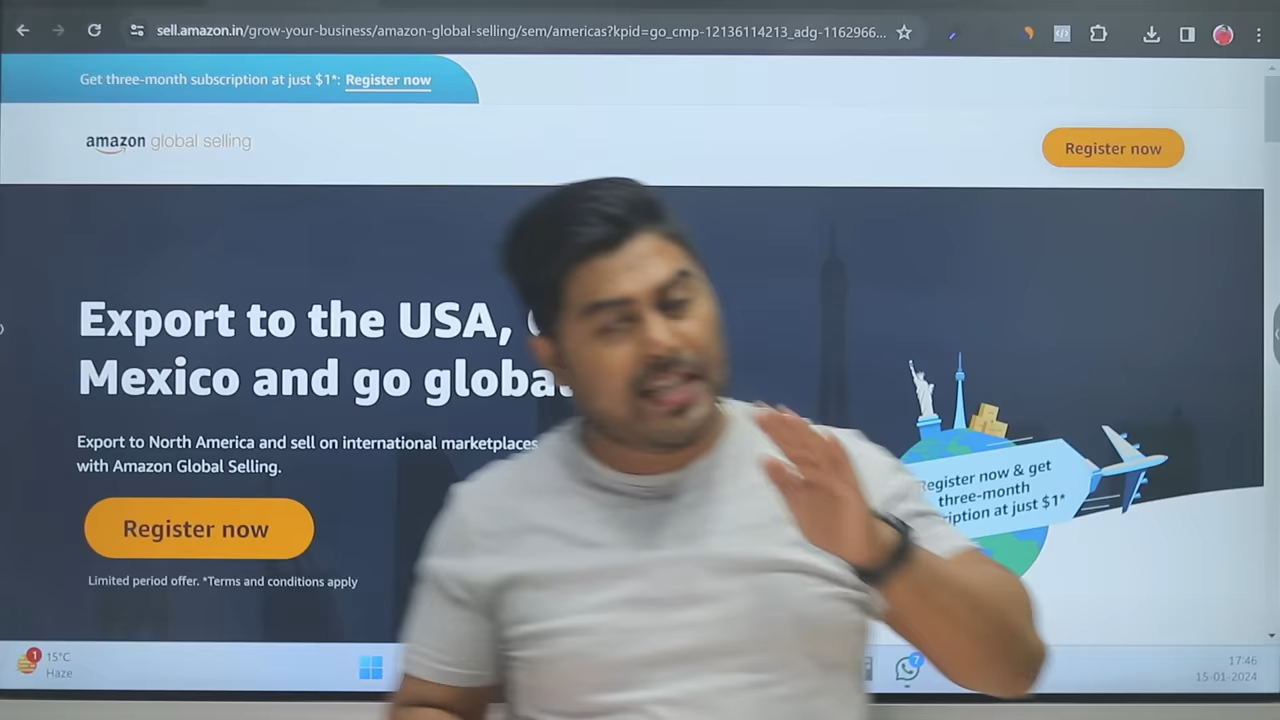 sell.amazon.in/grow-your-business/amazon-global-selling/sem/americas?kpid=go_cmp-12136114213_adg-1162966...
Get three-month subscription at just $1*: Register now
amazon global selling
Register now
Export to the USA,
Mexico and go global
Export to North America and sell on international marketplaces
with Amazon Global Selling.
Register now
Limited period offer. *Terms and conditions apply
Register now & get
three-month
at just $1*
1
15°C
Haze
7
17:46
15-01-2024